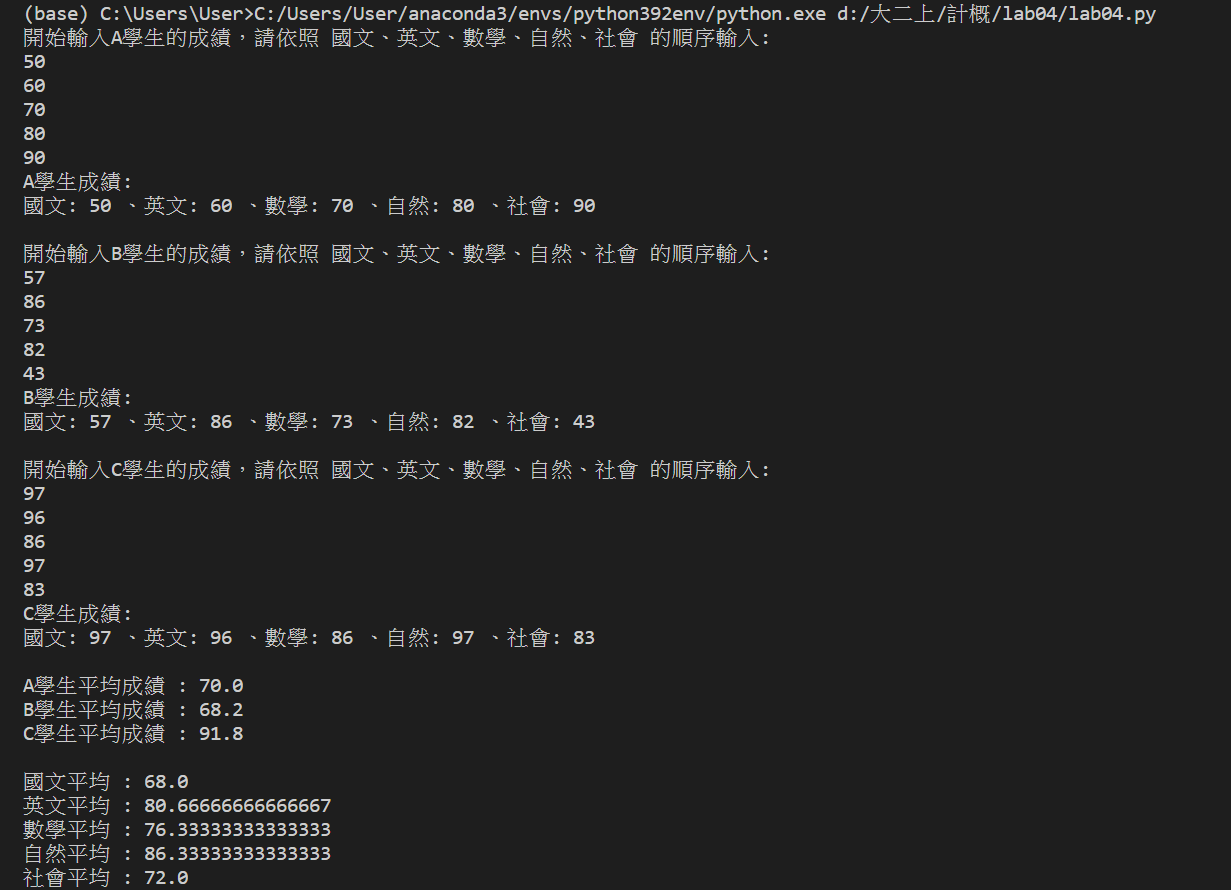 (base) C:\Users\User>C:/Users/User/anaconda3/envs/python392env/python.exe d:/大二上/計概/lab04/lab04.py
開始輸入A學生的成績，請依照 國文、英文、數學、自然、社會 的順序輸入:
50
60
70
80
90
A學生成績:
國文: 50 、英文: 60 、數學: 70 、自然: 80 、社會: 90

開始輸入B學生的成績，請依照 國文、英文、數學、自然、社會 的順序輸入:
57
86
73
82
43
B學生成績:
國文: 57 、英文: 86 、數學: 73 、自然: 82 、社會: 43

開始輸入C學生的成績，請依照 國文、英文、數學、自然、社會 的順序輸入:
97
96
86
97
83
C學生成績:
國文: 97 、英文: 96 、數學: 86 、自然: 97 、社會: 83

A學生平均成績 : 70.0
B學生平均成績 : 68.2
C學生平均成績 : 91.8

國文平均 : 68.0
英文平均 : 80.66666666666667
數學平均 : 76.33333333333333
自然平均 : 86.33333333333333
社會平均 : 72.0